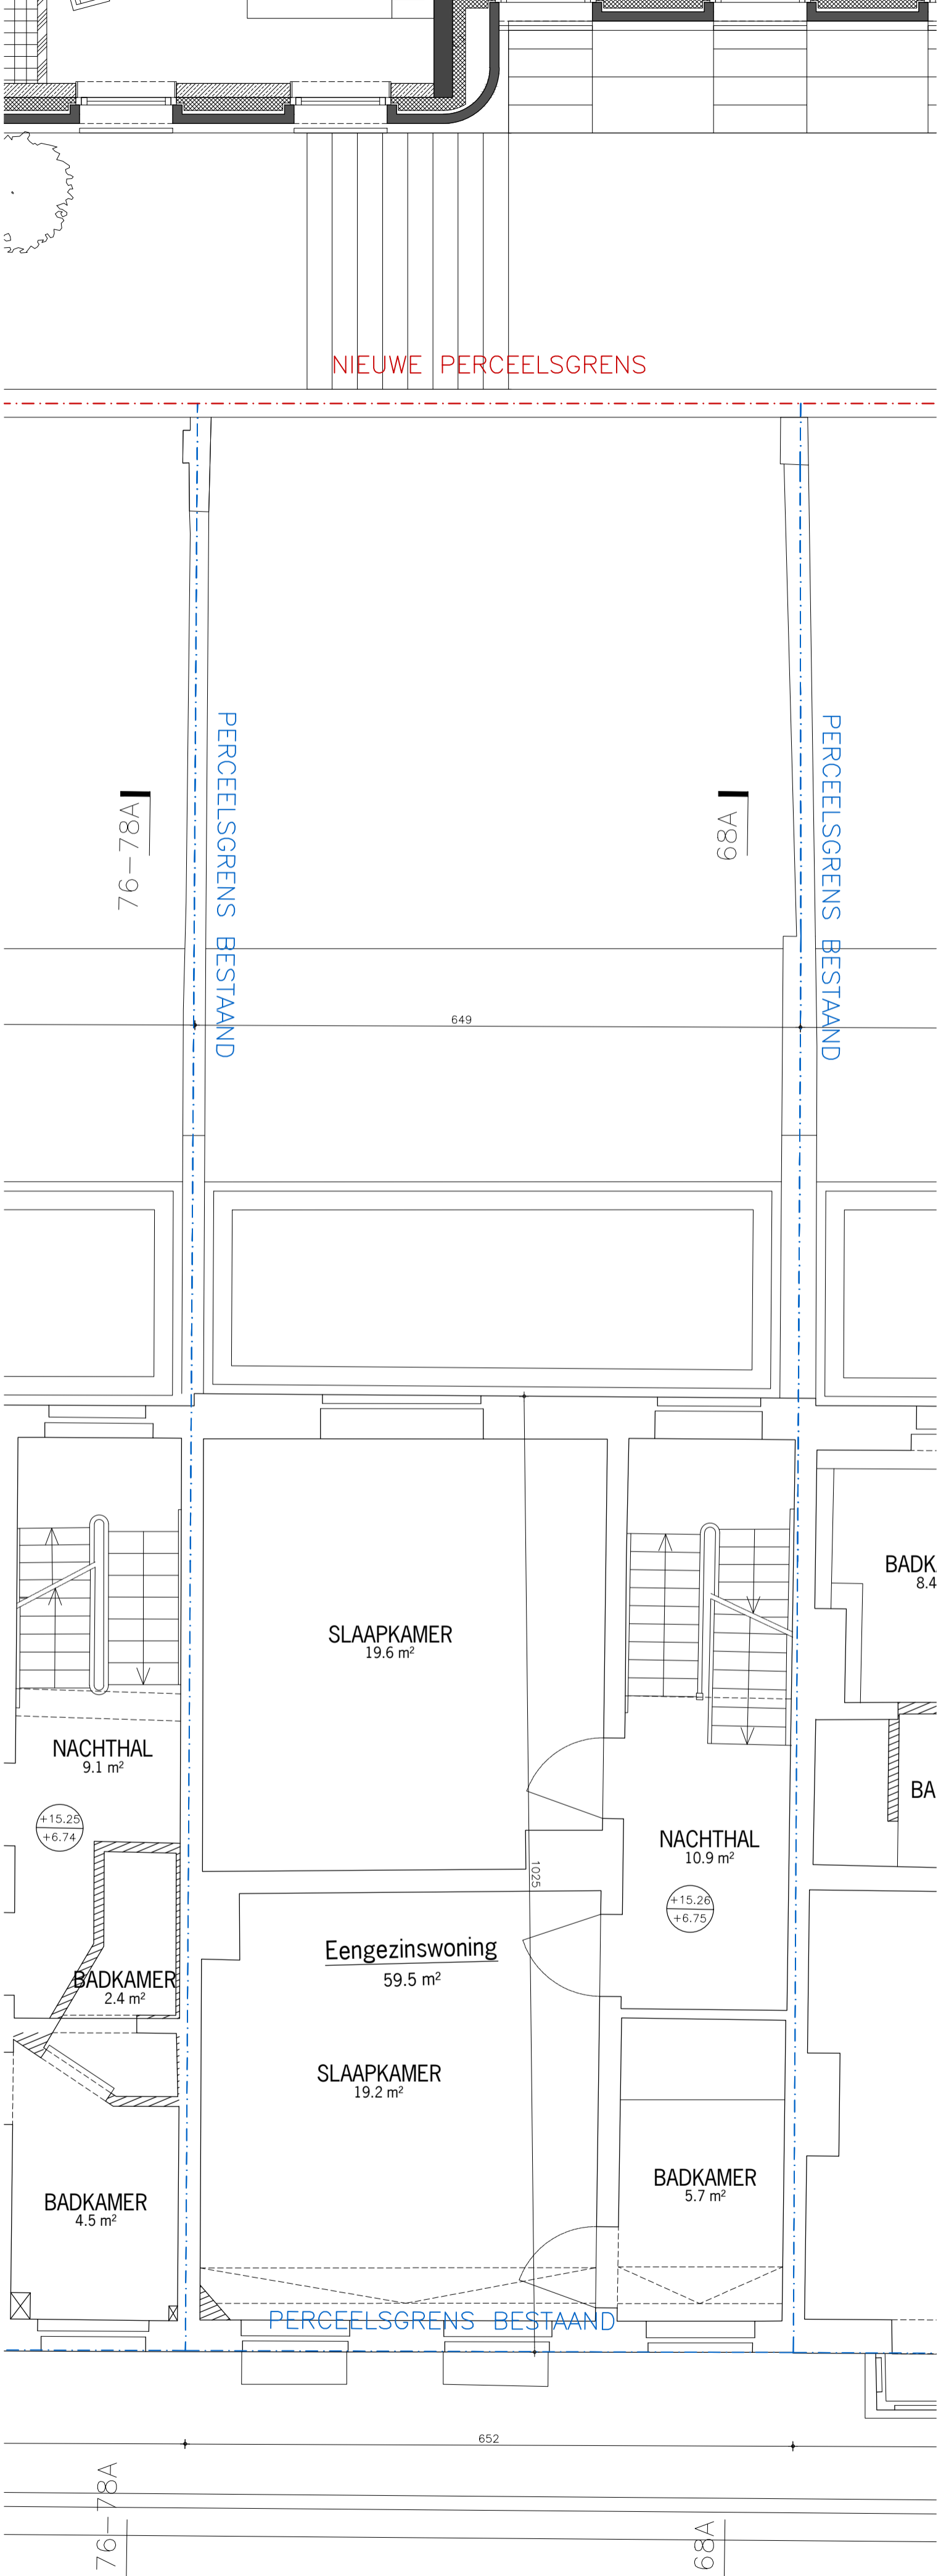 NIEUWE PERCEELSGRENS
PERCEELSGRENS BESTAAND
PERCEELSGRENS BESTAAND
76-78A
68A
649
SLAAPKAMER
19.6 m²
BADK
8.4
NACHTHAL
9.1 m²
+15.25
+6.74
BA
NACHTHAL
10.9 m²
1025
+15.26
+6.75
Eengezinswoning
59.5 m²
BADKAMER
2.4 m²
SLAAPKAMER
19.2 m²
BADKAMER
5.7 m²
BADKAMER
4.5 m²
PERCEELSGRENS BESTAAND
652
76-78A
68A